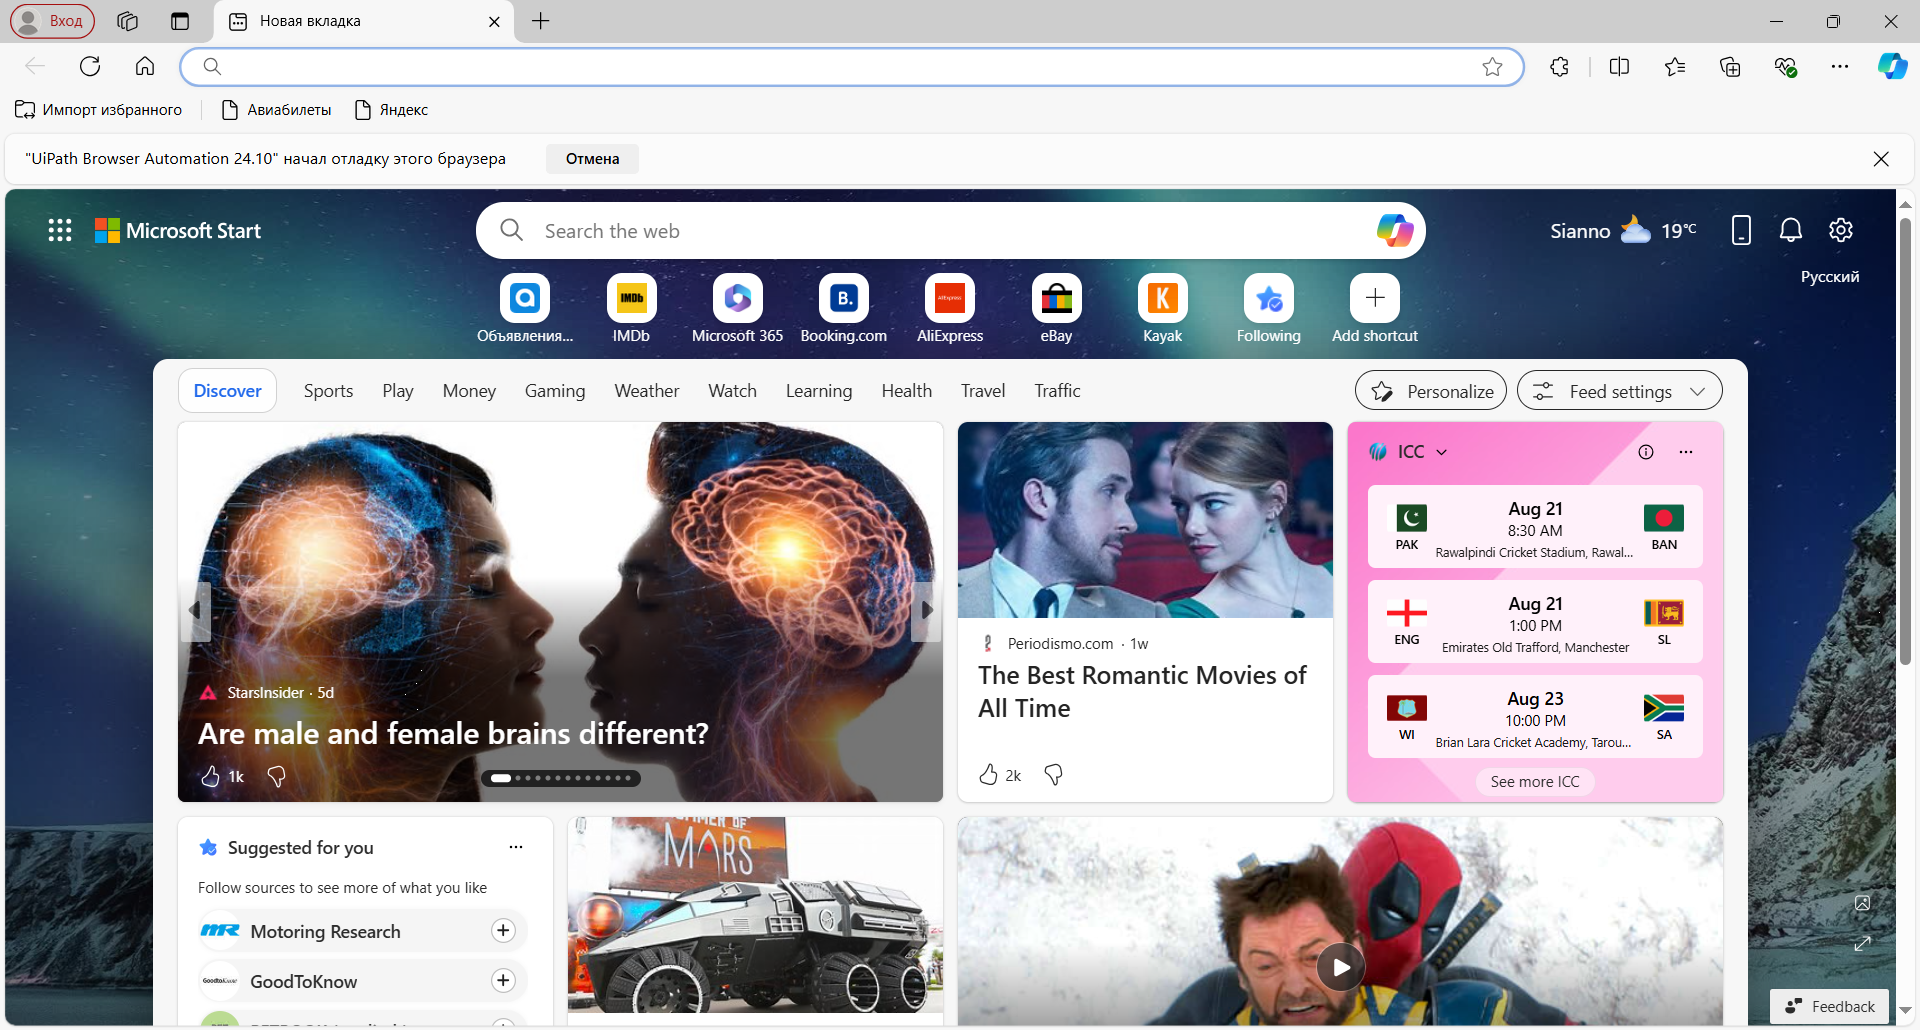 Вход
Новая вкладка
Импорт избранного
Авиабилеты
Яндекс
"UiPath Browser Automation 24.10" начал отладку этого браузера
Отмена
Microsoft Start
Search the web
Sianno
19°C
Русский
Объявления...
IMDb
IMDb
Microsoft 365
B.
Booking.com
AliExpress
AliExpress
eBay
K
Kayak
Following
Add shortcut
Discover
Sports
Play
Money
Gaming
Weather
Watch
Learning
Health
Travel
Traffic
Personalize
Feed settings
StarsInsider · 5d
Are male and female brains different?
1k
Periodismo.com · 1w
The Best Romantic Movies of
All Time
2k
ICC
Aug 21
8:30 AM
PAK
Rawalpindi Cricket Stadium, Rawal...
BAN
Aug 21
1:00 PM
ENG
Emirates Old Trafford, Manchester
SL
Aug 23
10:00 PM
WI
Brian Lara Cricket Academy, Tarou...
SA
See more ICC
Suggested for you
Follow sources to see more of what you like
MR
Motoring Research
GoodtoKnow
GoodToKnow
MARS
Feedback